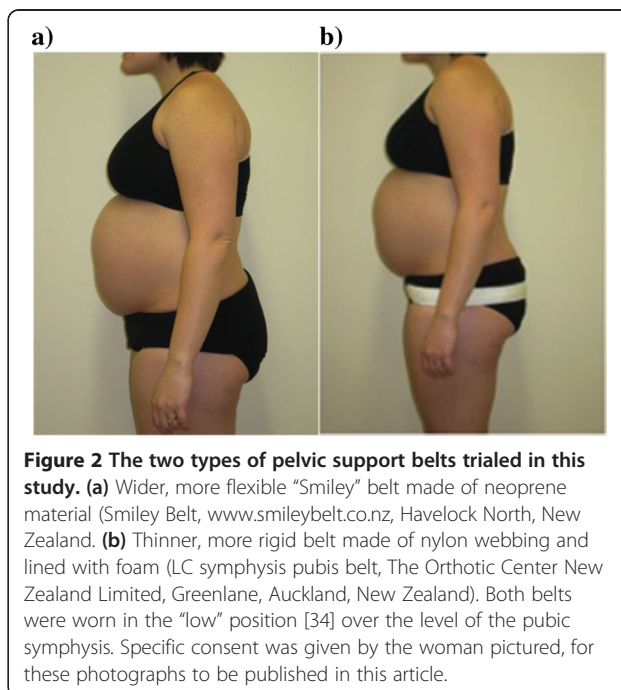 a) b)
Figure 2 The two types of pelvic support belts trialed in this
study. (a) Wider, more flexible “Smiley” belt made of neoprene
material (Smiley Belt, www.smileybelt.co.nz, Havelock North, New
Zealand. (b) Thinner, more rigid belt made of nylon webbing and
lined with foam (LC symphysis pubis belt, The Orthotic Center New
Zealand Limited, Greenlane, Auckland, New Zealand). Both belts
were worn in the “low” position [34] over the level of the pubic
symphysis. Specific consent was given by the woman pictured, for
these photographs to be published in this article.